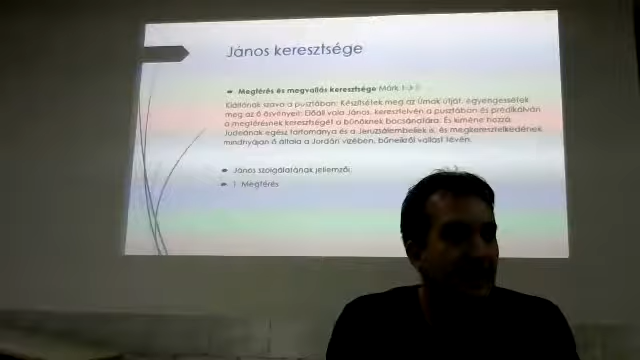 János keresztsége
Megtérés és megvallás keresztsége Márk 1:3-5
Kiáltónak szava a pusztában: Készítsétek meg az Úrnak útját, egyengessétek
meg az ő ösvényeit: Előáll vala János, keresztelvén a pusztában és prédikálván
a megtérésnek keresztségét a bűnöknek bocsánatára. És kiméne hozzá
Júdeának egész tartománya és a Jeruzsálembeliek is, és megkeresztelkedének
mindnyájan ő általa a Jordán vizében, bűneikről vallást tévén.
János szolgálatának jellemzői:
1. Megtérés